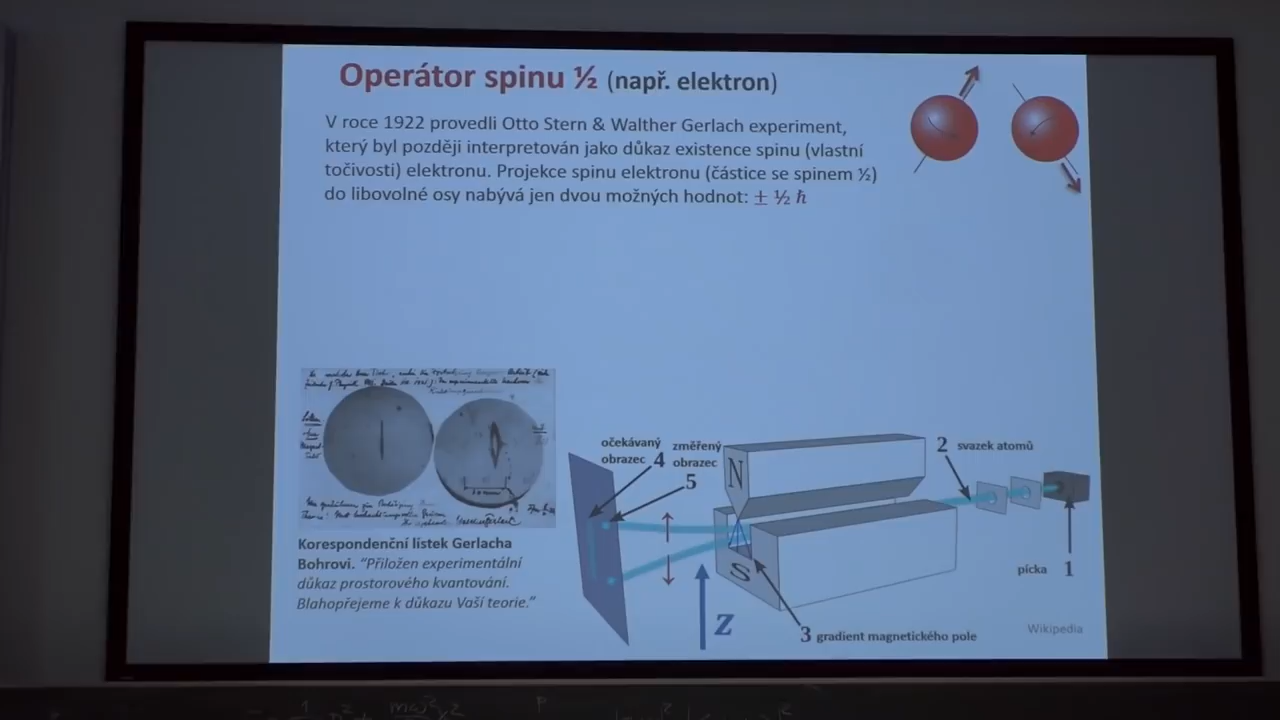 Operátor spinu ½ (např. elektron)
V roce 1922 provedli Otto Stern & Walther Gerlach experiment,
který byl později interpretován jako důkaz existence spinu (vlastní
točivosti) elektronu. Projekce spinu elektronu (částice se spinem ½)
do libovolné osy nabývá jen dvou možných hodnot: ± ½ ħ
Korespondenční lístek Gerlacha
Bohrovi. “Přiložen experimentální
důkaz prostorového kvantování.
Blahopřejeme k důkazu Vaší teorie.”
očekávaný
obrazec 4
změřený
obrazec
5
N
S
2 svazek atomů
pícka 1
z
3 gradient magnetického pole
Wikipedia